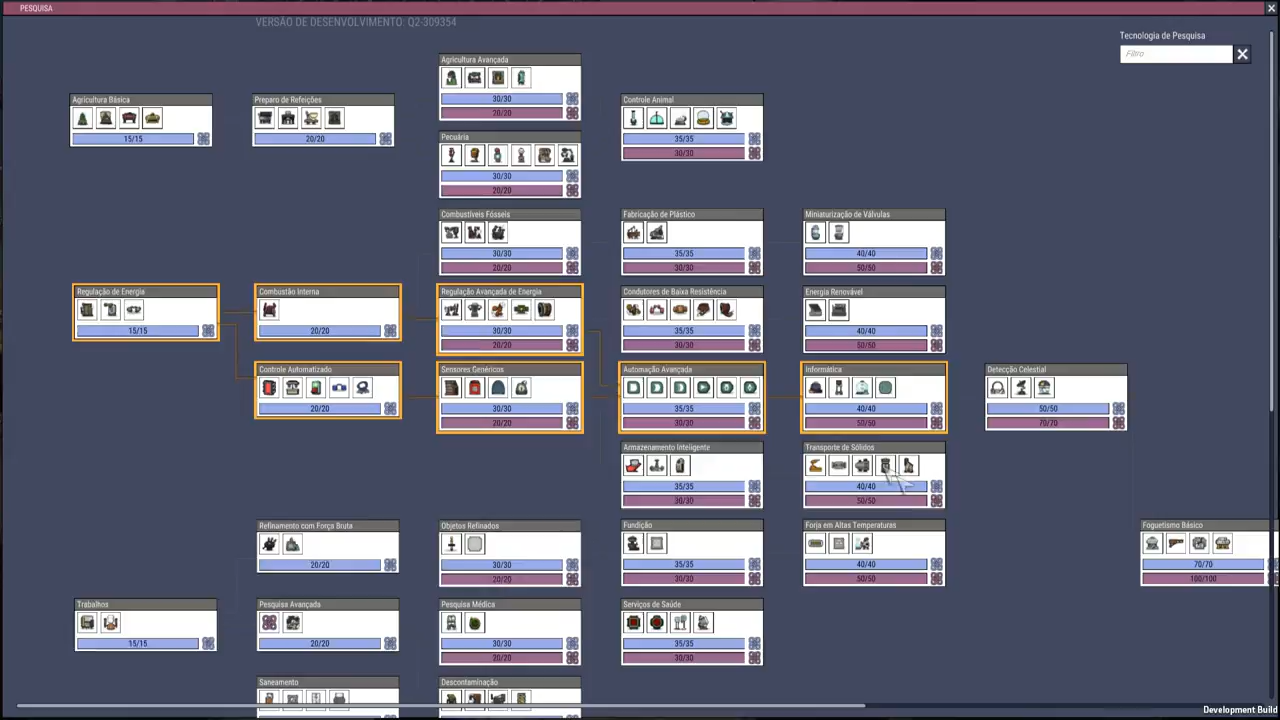 PESQUISA
VERSÃO DE DESENVOLVIMENTO Q2-309354
Tecnologia de Pesquisa
Filtro
Agricultura Avançada
30/30
20/20
Agricultura Básica
15/15
Preparo de Refeições
20/20
Controle Animal
35/35
30/30
Pecuária
30/30
20/20
Combustíveis Fósseis
30/30
20/20
Fabricação de Plástico
35/35
30/30
Miniaturização de Válvulas
40/40
50/50
Regulação de Energia
15/15
Combustão Interna
20/20
Regulação Avançada de Energia
30/30
20/20
Condutores de Baixa Resistência
35/35
30/30
Energia Renovável
40/40
50/50
Controle Automatizado
20/20
Sensores Genéricos
30/30
20/20
Automação Avançada
35/35
30/30
Informática
40/40
50/50
Detecção Celestial
50/50
70/70
Armazenamento Inteligente
35/35
30/30
Transporte de Sólidos
40/40
50/50
Refinamento com Força Bruta
20/20
Objetos Refinados
30/30
20/20
Fundição
35/35
30/30
Forja em Altas Temperaturas
40/40
50/50
Foguetismo Básico
70/70
100/100
Trabalhos
15/15
Pesquisa Avançada
20/20
Pesquisa Médica
30/30
20/20
Serviços de Saúde
35/35
30/30
Saneamento
Descontaminação
Development Build